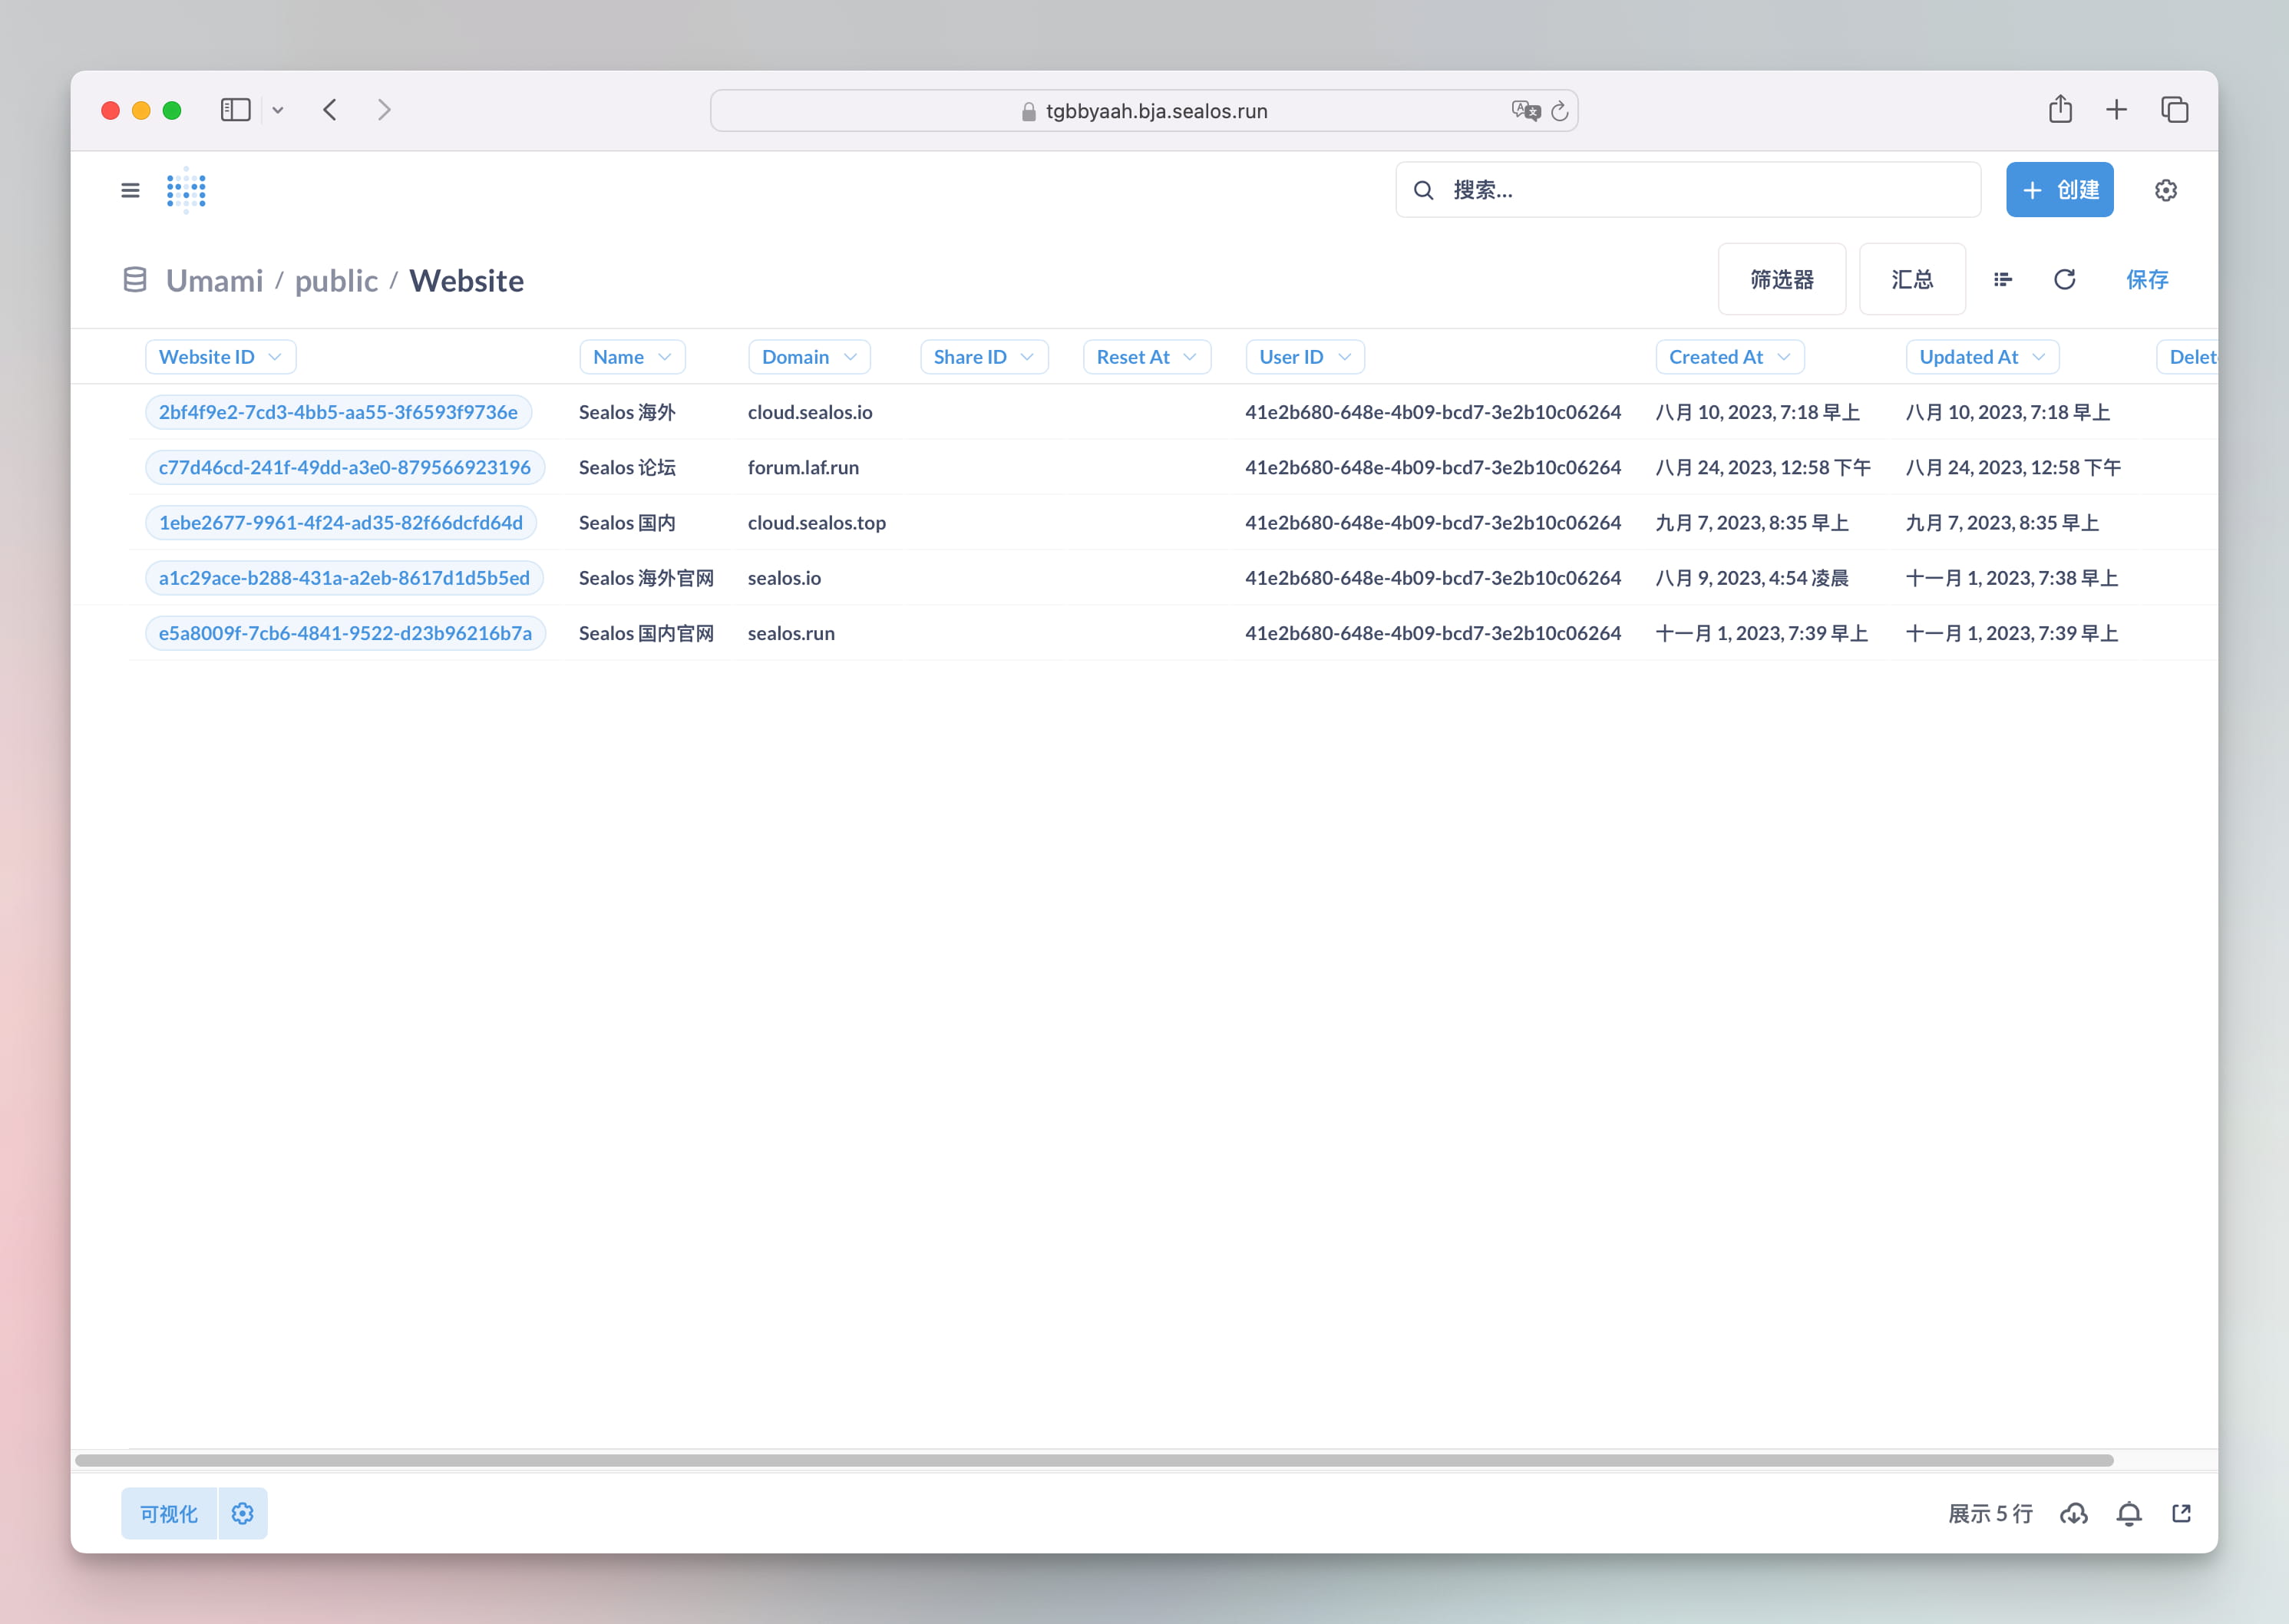 tgbbyaah.bja.sealos.run
搜索...
创建
Umami / public / Website
筛选器 汇总 保存
Website ID Name Domain Share ID Reset At User ID Created At Updated At Delet
2bf4f9e2-7cd3-4bb5-aa55-3f6593f9736e Sealos 海外 cloud.sealos.io 41e2b680-648e-4b09-bcd7-3e2b10c06264 八月 10, 2023, 7:18 早上 八月 10, 2023, 7:18 早上
c77d46cd-241f-49dd-a3e0-879566923196 Sealos 论坛 forum.laf.run 41e2b680-648e-4b09-bcd7-3e2b10c06264 八月 24, 2023, 12:58 下午 八月 24, 2023, 12:58 下午
1ebe2677-9961-4f24-ad35-82f66dcfd64d Sealos 国内 cloud.sealos.top 41e2b680-648e-4b09-bcd7-3e2b10c06264 九月 7, 2023, 8:35 早上 九月 7, 2023, 8:35 早上
a1c29ace-b288-431a-a2eb-8617d1d5b5ed Sealos 海外官网 sealos.io 41e2b680-648e-4b09-bcd7-3e2b10c06264 八月 9, 2023, 4:54 凌晨 十一月 1, 2023, 7:38 早上
e5a8009f-7cb6-4841-9522-d23b96216b7a Sealos 国内官网 sealos.run 41e2b680-648e-4b09-bcd7-3e2b10c06264 十一月 1, 2023, 7:39 早上 十一月 1, 2023, 7:39 早上
可视化 展示 5 行